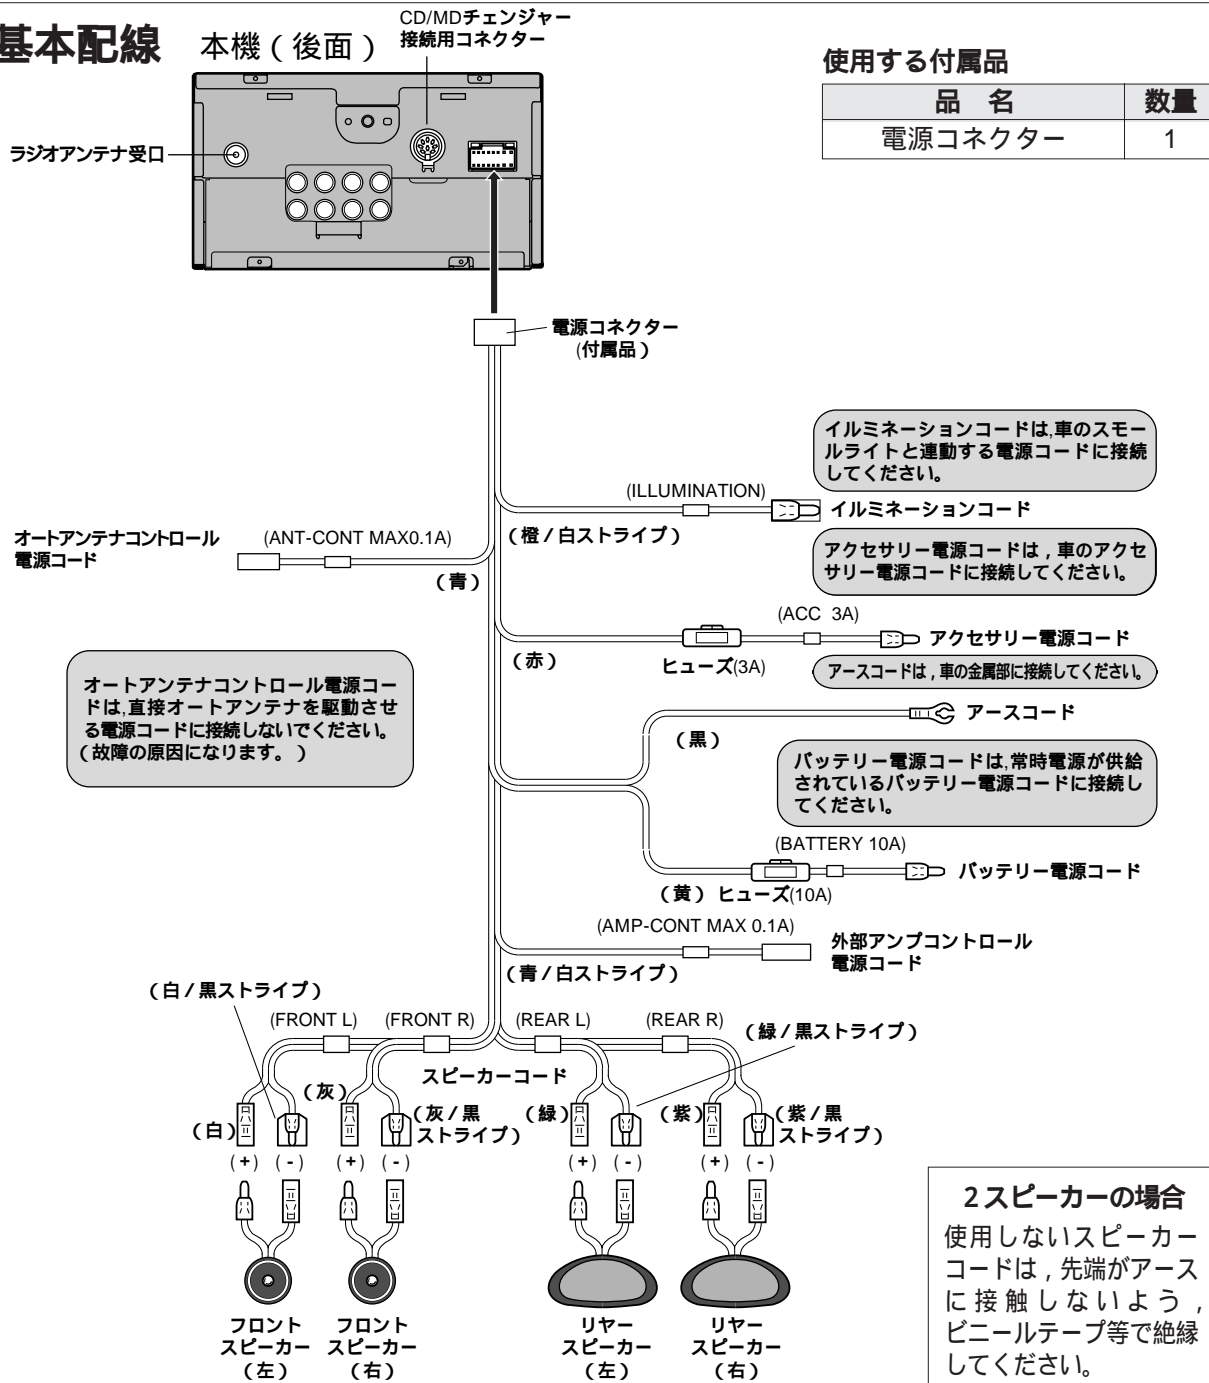 基本配線
本機（後面）
CD/MDチェンジャー
接続用コネクター
ラジオアンテナ受口
使用する付属品
品　名　数量
電源コネクター　1
電源コネクター
(付属品）
イルミネーションコードは,車のスモー
ルライトと連動する電源コードに接続
してください。
(ILLUMINATION)
イルミネーションコード
（橙 / 白ストライプ）
オートアンテナコントロール
電源コード
(ANT-CONT MAX0.1A)
（青）
アクセサリー電源コードは , 車のアクセ
サリー電源コードに接続してください。
(ACC 3A)
アクセサリー電源コード
（赤）
ヒューズ(3A)
アースコードは , 車の金属部に接続してください。
オートアンテナコントロール電源コー
ドは,直接オートアンテナを駆動させ
る電源コードに接続しないでください。
（故障の原因になります。）
アースコード
（黒）
バッテリー電源コードは,常時電源が供給
されているバッテリー電源コードに接続し
てください。
(BATTERY 10A)
バッテリー電源コード
（黄）
ヒューズ(10A)
(AMP-CONT MAX 0.1A)
外部アンプコントロール
電源コード
（青 / 白ストライプ）
（白 / 黒ストライプ）
(FRONT L)
(FRONT R)
(REAR L)
(REAR R)
（緑 / 黒ストライプ）
スピーカーコード
（白）
（灰）
（灰 / 黒
ストライプ）
（緑）
（紫）
（紫 / 黒
ストライプ）
(+) (-)
(+) (-)
(+) (-)
(+) (-)
フロント
スピーカー
（左）
フロント
スピーカー
（右）
リヤー
スピーカー
（左）
リヤー
スピーカー
（右）
2スピーカーの場合
使用しないスピーカー
コードは , 先端がアース
に接触しないよう ,
ビニールテープ等で絶縁
してください。